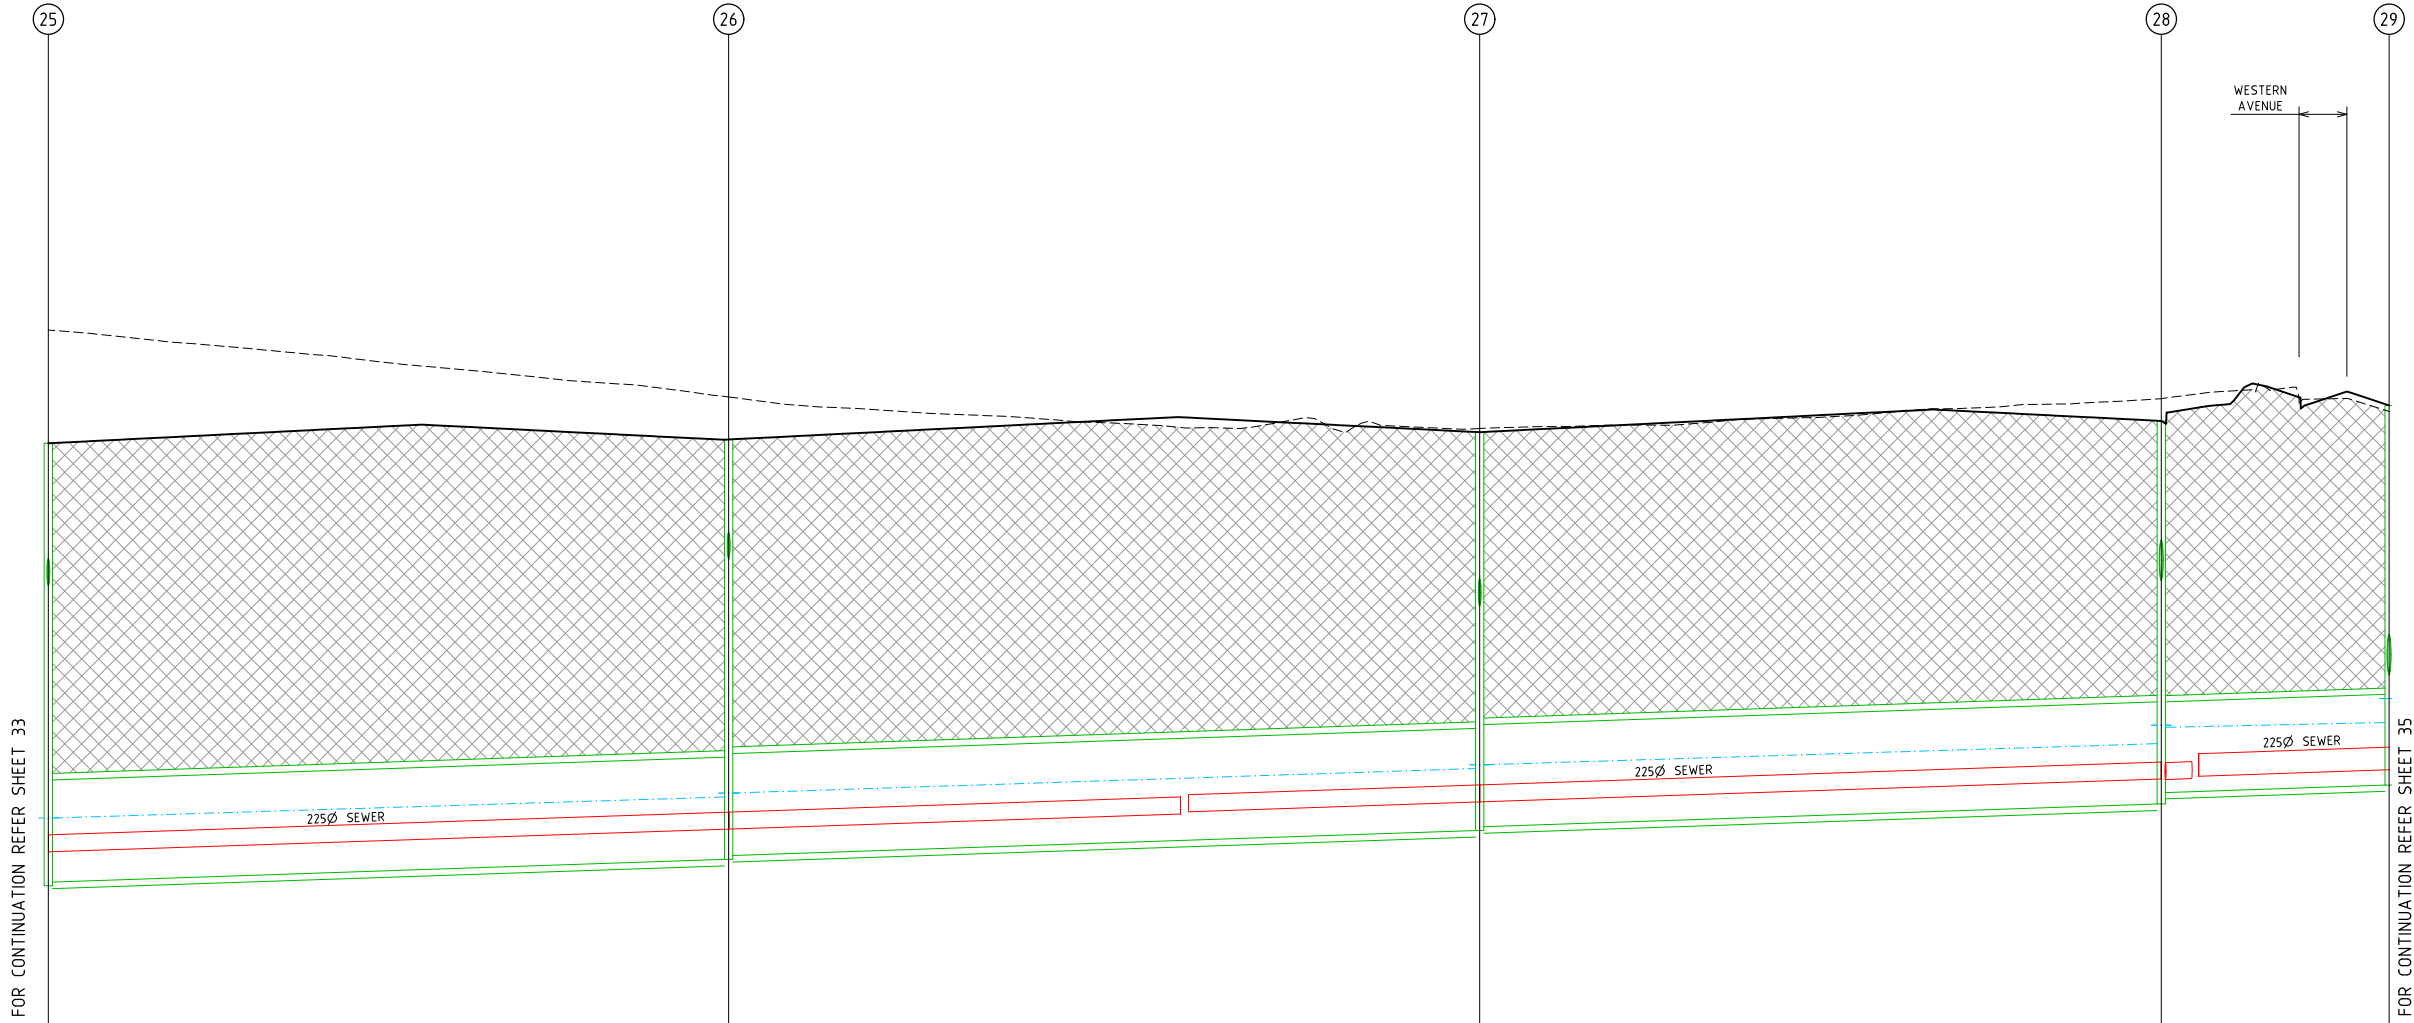 25
26
27
28
29
WESTERN
AVENUE
225Ø SEWER
225Ø SEWER
225Ø SEWER
FOR CONTINUATION REFER SHEET 33
FOR CONTINUATION REFER SHEET 35